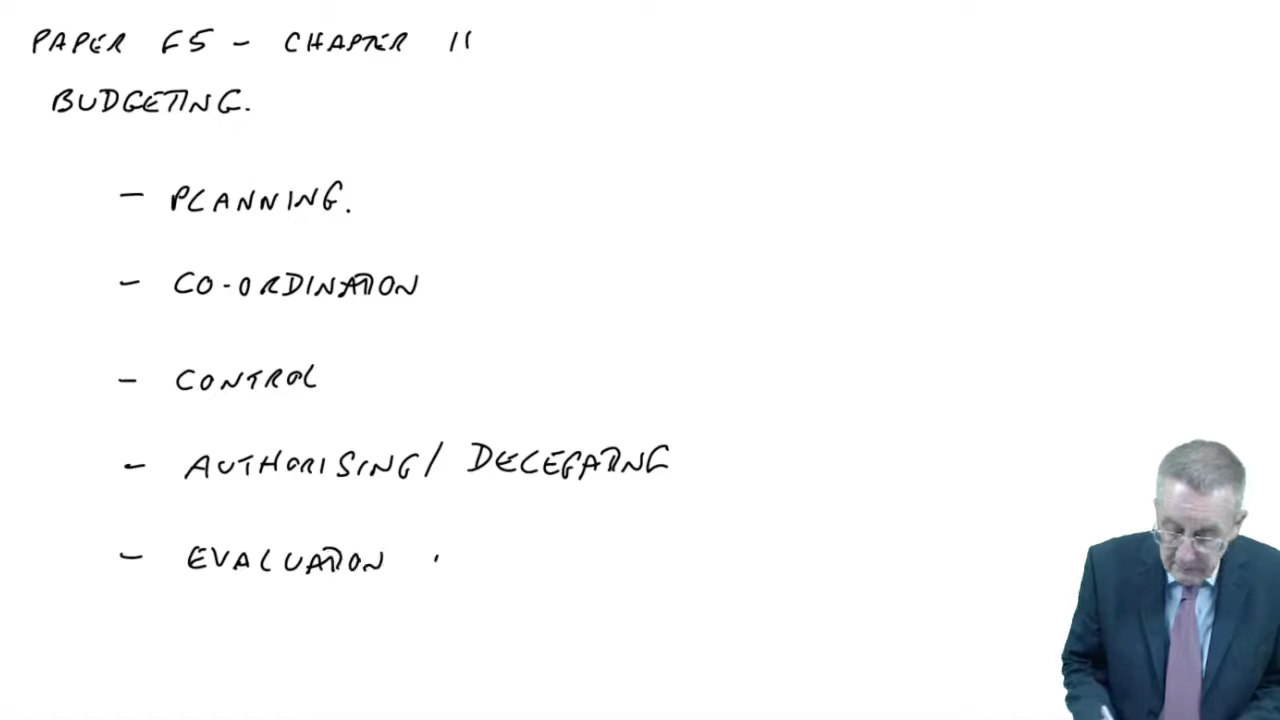 PAPER F5 - CHAPTER 11
BUDGETING.
- PLANNING.
- CO-ORDINATION
- CONTROL
- AUTHORISING/ DELEGATING
- EVALUATION